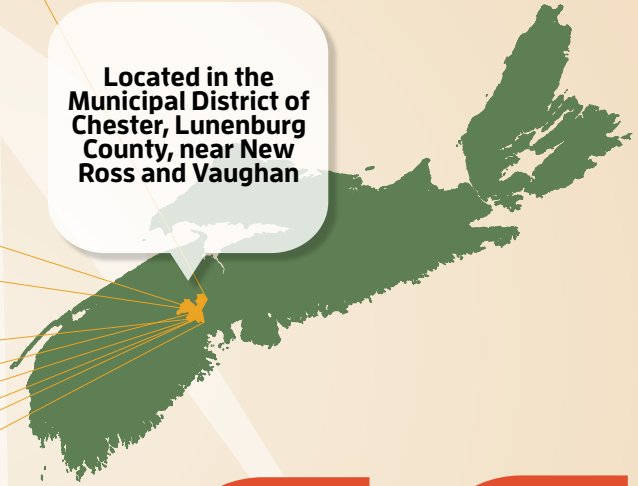 Located in the
Municipal District of
Chester, Lunenburg
County, near New
Ross and Vaughan